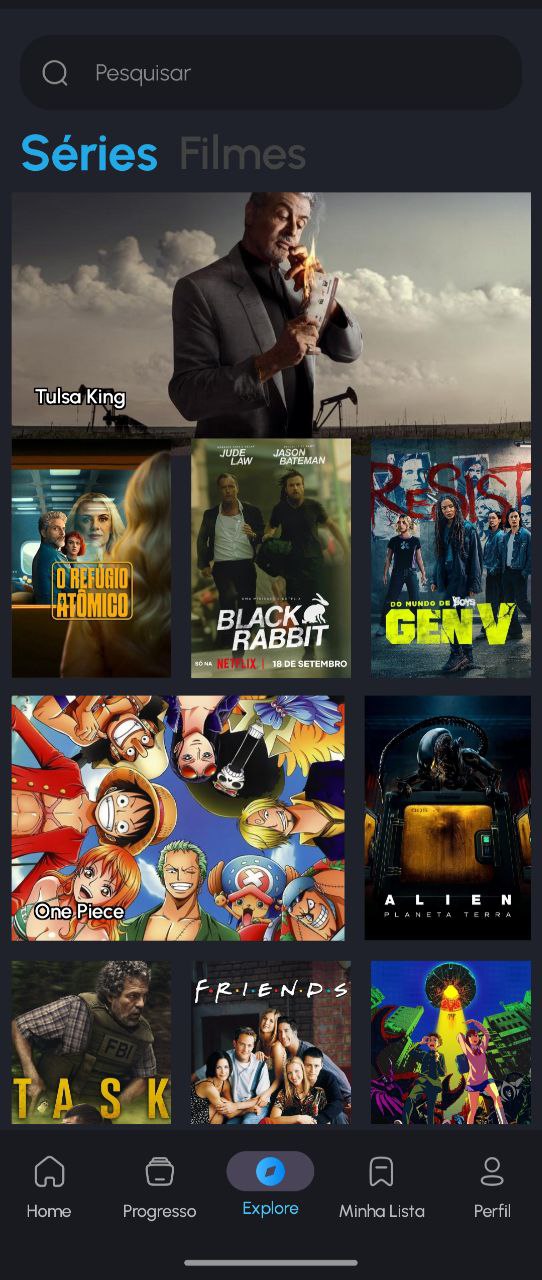 Pesquisar
Séries Filmes
Tulsa King
O REFÚGIO
ATÔMICO
JUDE
LAW
JASON
BATEMAN
BLACK
RABBIT
SÓ NA NETFLIX | 18 DE SETEMBRO
RESIST
DO MUNDO DE THE BOYS
GEN V
One Piece
ALIEN
PLANETA TERRA
FBI
TASK
F·R·I·E·N·D·S
Home
Progresso
Explore
Minha Lista
Perfil